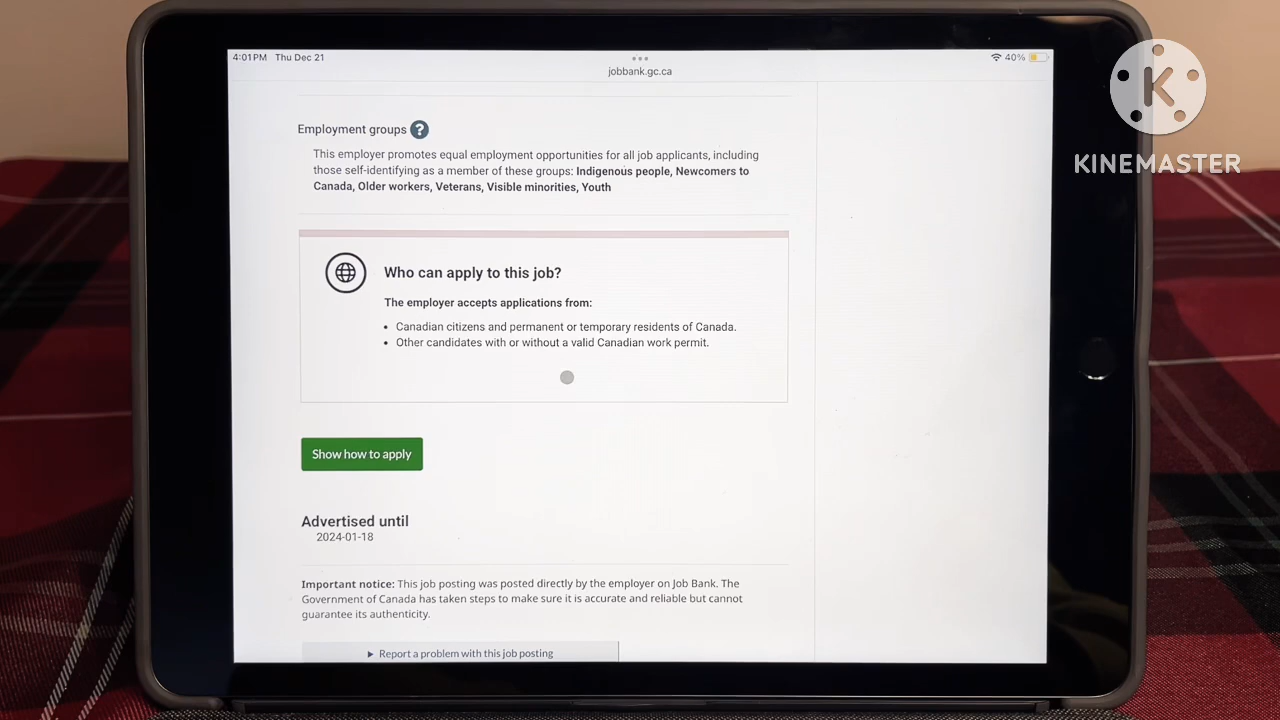 4:01 PM Thu Dec 21
40%
jobbank.gc.ca
KINEMASTER
Employment groups ?
This employer promotes equal employment opportunities for all job applicants, including
those self-identifying as a member of these groups: Indigenous people, Newcomers to
Canada, Older workers, Veterans, Visible minorities, Youth
Who can apply to this job?
The employer accepts applications from:
• Canadian citizens and permanent or temporary residents of Canada.
• Other candidates with or without a valid Canadian work permit.
Show how to apply
Advertised until
2024-01-18
Important notice: This job posting was posted directly by the employer on Job Bank. The
Government of Canada has taken steps to make sure it is accurate and reliable but cannot
guarantee its authenticity.
Report a problem with this job posting